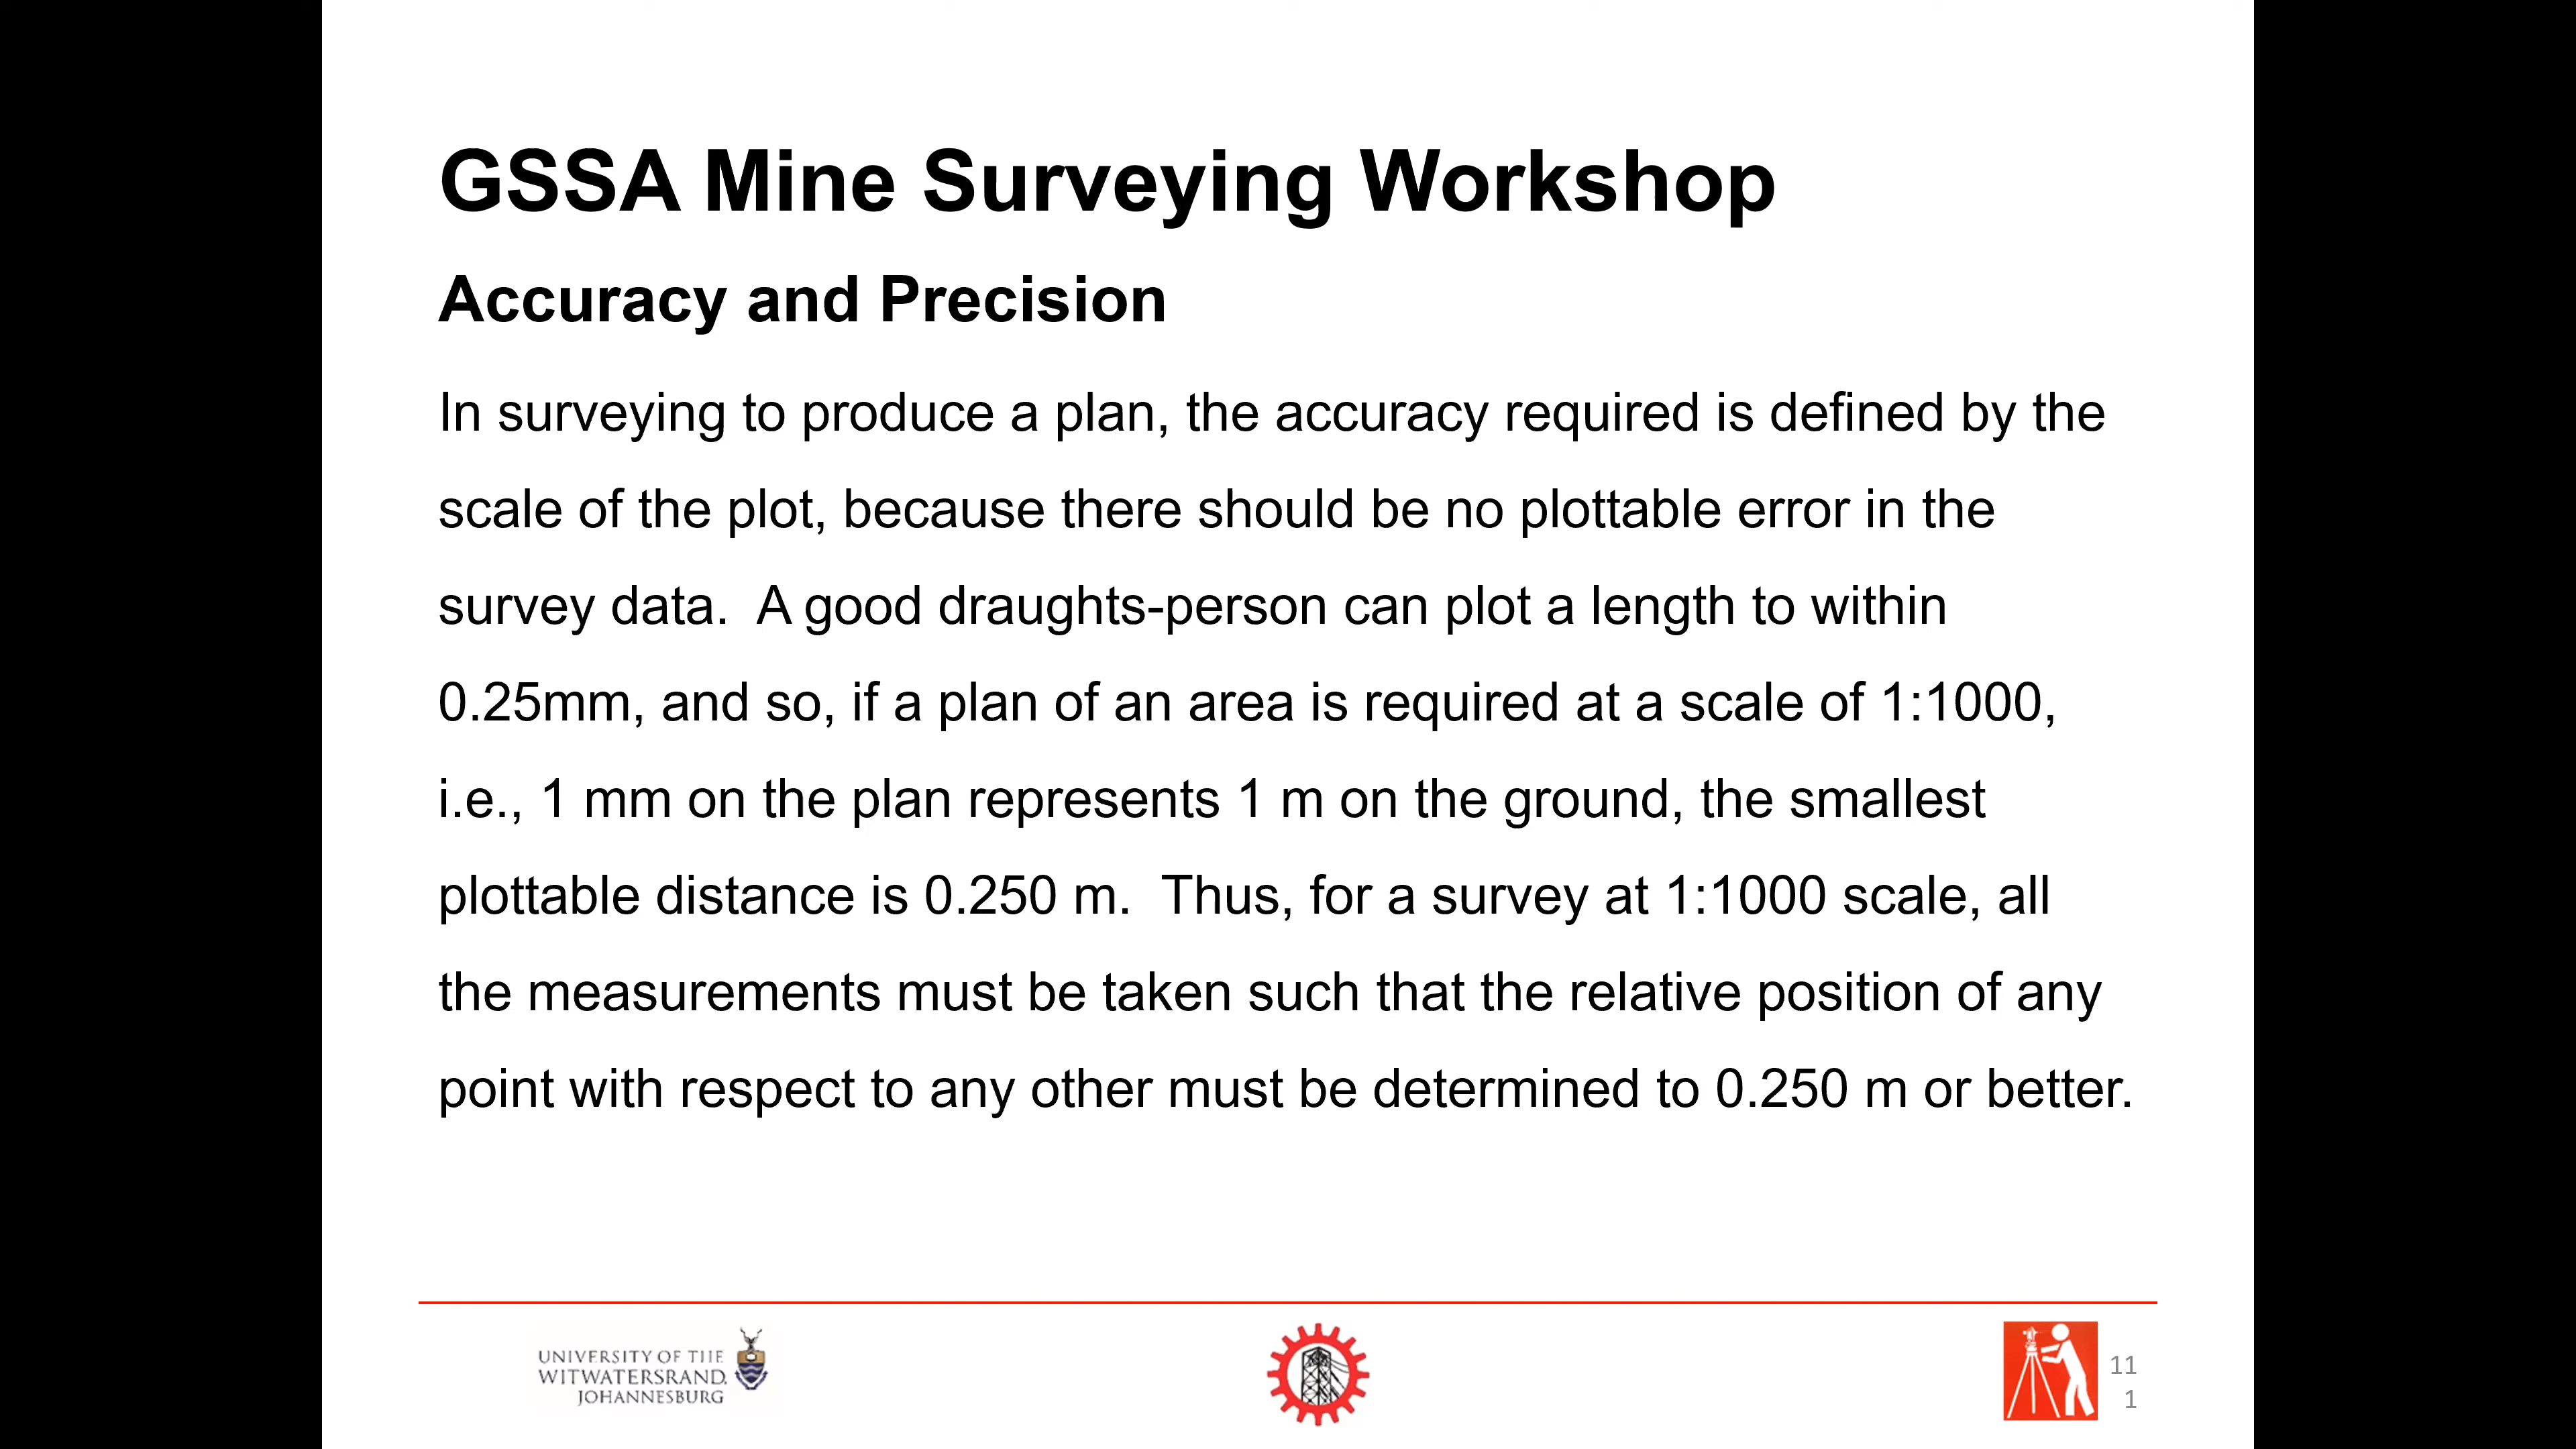 GSSA Mine Surveying Workshop
Accuracy and Precision
In surveying to produce a plan, the accuracy required is defined by the
scale of the plot, because there should be no plottable error in the
survey data.  A good draughts-person can plot a length to within
0.25mm, and so, if a plan of an area is required at a scale of 1:1000,
i.e., 1 mm on the plan represents 1 m on the ground, the smallest
plottable distance is 0.250 m.  Thus, for a survey at 1:1000 scale, all
the measurements must be taken such that the relative position of any
point with respect to any other must be determined to 0.250 m or better.
UNIVERSITY OF THE
WITWATERSRAND,
JOHANNESBURG
11
1